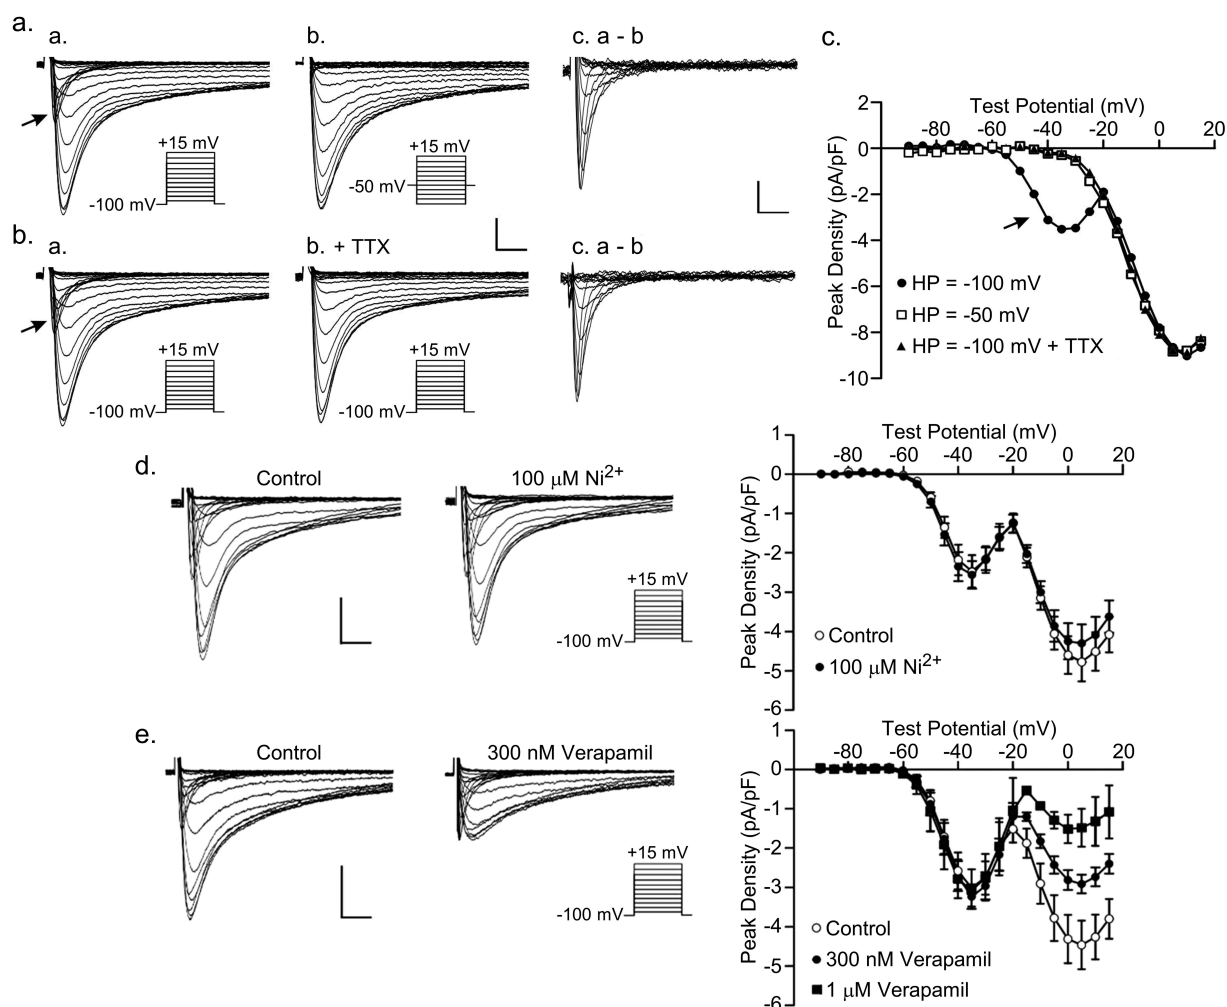 a.
a.
b.
c. a - b
c.
+15 mV
-100 mV
+15 mV
-50 mV
Test Potential (mV)
-80 -60 -40 -20 0 20
2
0
-2
-4
-6
-8
-10
Peak Density (pA/pF)
HP = -100 mV
HP = -50 mV
HP = -100 mV + TTX
b.
a.
b. + TTX
c. a - b
+15 mV
-100 mV
+15 mV
-100 mV
d.
Control
100 μM Ni2+
+15 mV
-100 mV
Test Potential (mV)
-80 -60 -40 -20 0 20
1
0
-1
-2
-3
-4
-5
-6
Peak Density (pA/pF)
Control
100 μM Ni2+
e.
Control
300 nM Verapamil
+15 mV
-100 mV
Test Potential (mV)
-80 -60 -40 -20 0 20
1
0
-1
-2
-3
-4
-5
-6
Peak Density (pA/pF)
Control
300 nM Verapamil
1 μM Verapamil